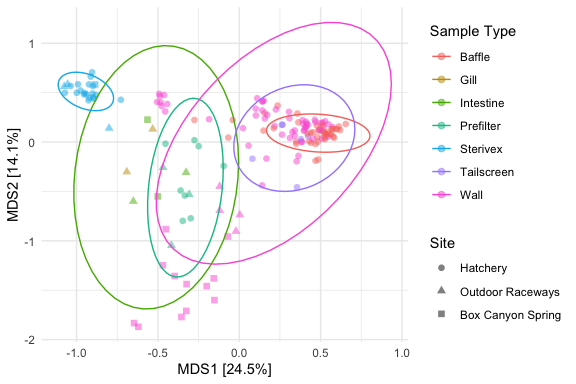 Sample Type
Baffle
Gill
Intestine
Prefilter
Sterivex
Tailscreen
Wall
Site
Hatchery
Outdoor Raceways
Box Canyon Spring
MDS2 [14.1%]
1
0
-1
-2
-1.0
-0.5
0.0
0.5
1.0
MDS1 [24.5%]